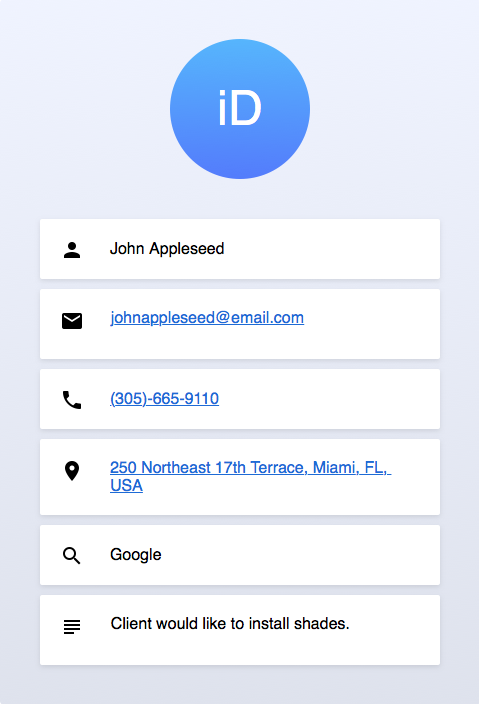 iD
John Appleseed
johnappleseed@email.com
(305)-665-9110
250 Northeast 17th Terrace, Miami, FL,
USA
Google
Client would like to install shades.